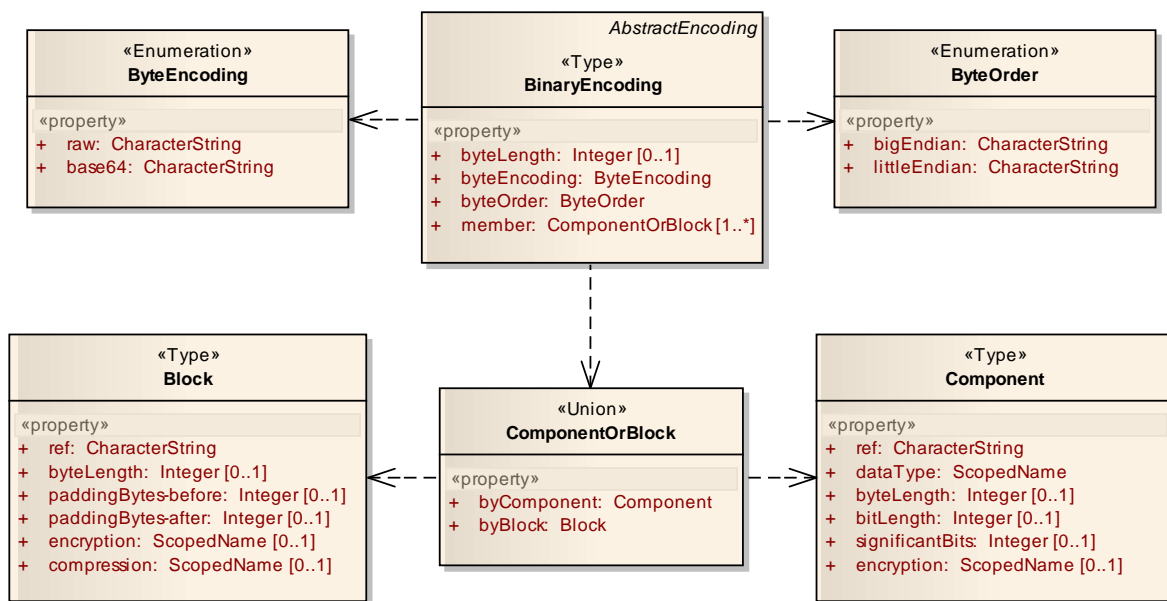 «Enumeration»
ByteEncoding
«property»
+ raw: CharacterString
+ base64: CharacterString
AbstractEncoding
«Type»
BinaryEncoding
«property»
+ byteLength: Integer [0..1]
+ byteEncoding: ByteEncoding
+ byteOrder: ByteOrder
+ member: ComponentOrBlock [1..*]
«Enumeration»
ByteOrder
«property»
+ bigEndian: CharacterString
+ littleEndian: CharacterString
«Type»
Block
«property»
+ ref: CharacterString
+ byteLength: Integer [0..1]
+ paddingBytes-before: Integer [0..1]
+ paddingBytes-after: Integer [0..1]
+ encryption: ScopedName [0..1]
+ compression: ScopedName [0..1]
«Union»
ComponentOrBlock
«property»
+ byComponent: Component
+ byBlock: Block
«Type»
Component
«property»
+ ref: CharacterString
+ dataType: ScopedName
+ byteLength: Integer [0..1]
+ bitLength: Integer [0..1]
+ significantBits: Integer [0..1]
+ encryption: ScopedName [0..1]